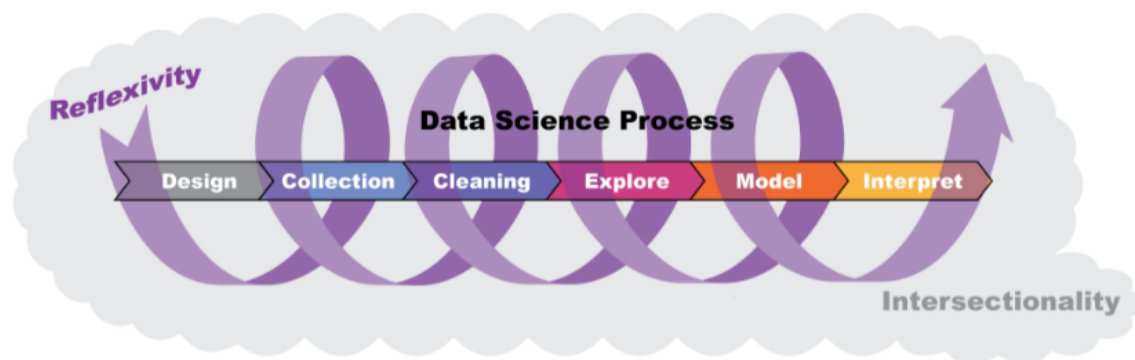 Reflexivity
Data Science Process
Design Collection Cleaning Explore Model Interpret
Intersectionality